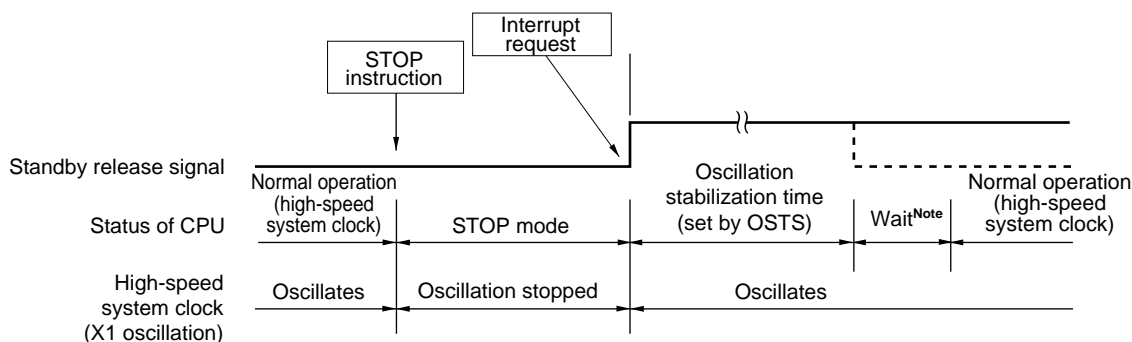 Interrupt
request
STOP
instruction
Standby release signal
Normal operation
(high-speed
system clock)
Oscillation
stabilization time
(set by OSTS)
Normal operation
(high-speed
system clock)
Status of CPU
STOP mode
WaitNote
High-speed
system clock
(X1 oscillation)
Oscillates
Oscillation stopped
Oscillates